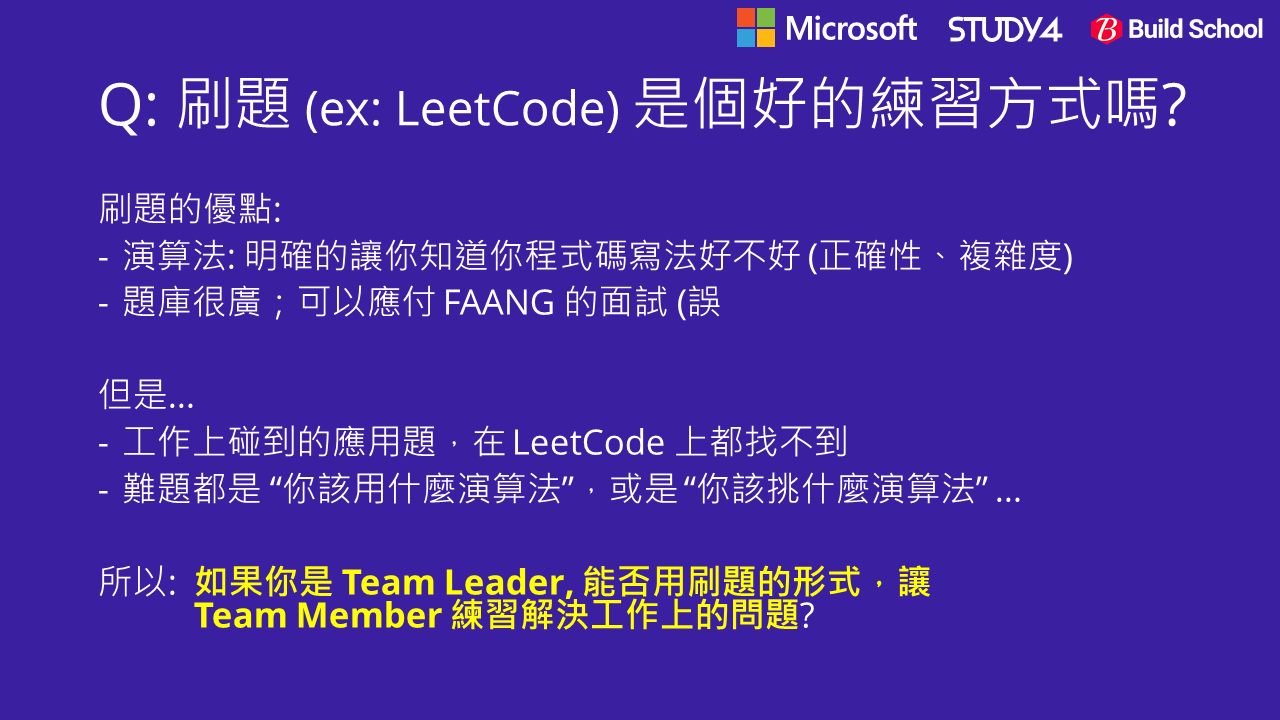 Microsoft STUDY4 Build School
Q: 刷題 (ex: LeetCode) 是個好的練習方式嗎?
刷題的優點:
- 演算法: 明確的讓你知道你程式碼寫法好不好 (正確性、複雜度)
- 題庫很廣；可以應付 FAANG 的面試 (誤
但是...
- 工作上碰到的應用題，在 LeetCode 上都找不到
- 難題都是 “你該用什麼演算法”，或是 “你該挑什麼演算法” ...
所以: 如果你是 Team Leader, 能否用刷題的形式，讓
Team Member 練習解決工作上的問題?